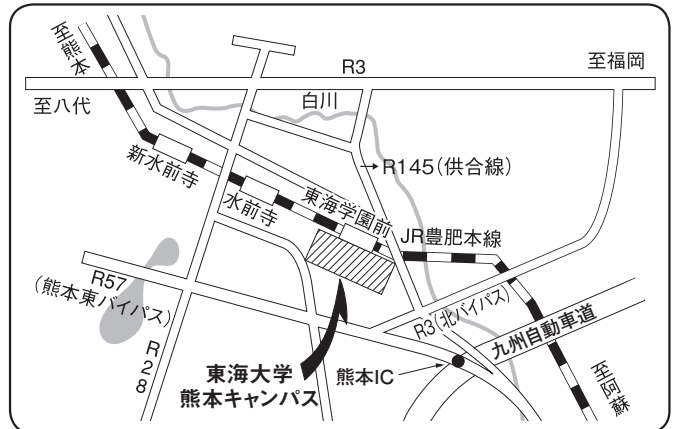 至熊本
R3
至福岡
至八代
白川
R145(供合線)
新水前寺
水前寺
東海学園前
JR豊肥本線
R57
(熊本東バイパス)
R3(北バイパス)
九州自動車道
R28
東海大学
熊本キャンパス
熊本IC
至阿蘇